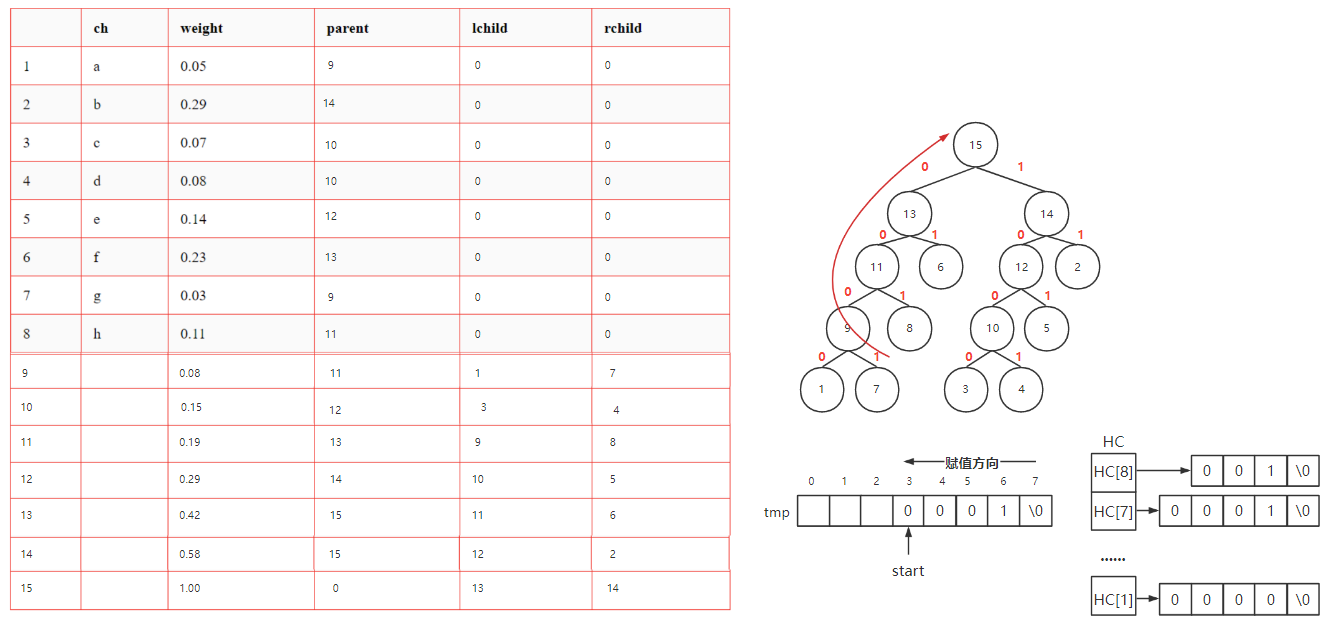 ch weight parent lchild rchild
1 a 0.05 9 0 0
2 b 0.29 14 0 0
3 c 0.07 10 0 0
4 d 0.08 10 0 0
5 e 0.14 12 0 0
6 f 0.23 13 0 0
7 g 0.03 9 0 0
8 h 0.11 11 0 0
9 0.08 11 1 7
10 0.15 12 3 4
11 0.19 13 9 8
12 0.29 14 10 5
13 0.42 15 11 6
14 0.58 15 12 2
15 1.00 0 13 14
15
0 1
13 14
0 1 0 1
11 6 12 2
0 1 0 1
9 8 10 5
0 1 0 1
1 7 3 4
赋值方向
0 1 2 3 4 5 6 7
tmp 0 0 0 1 \0
start
HC
HC[8] 0 0 1 \0
HC[7] 0 0 0 1 \0
······
HC[1] 0 0 0 0 \0